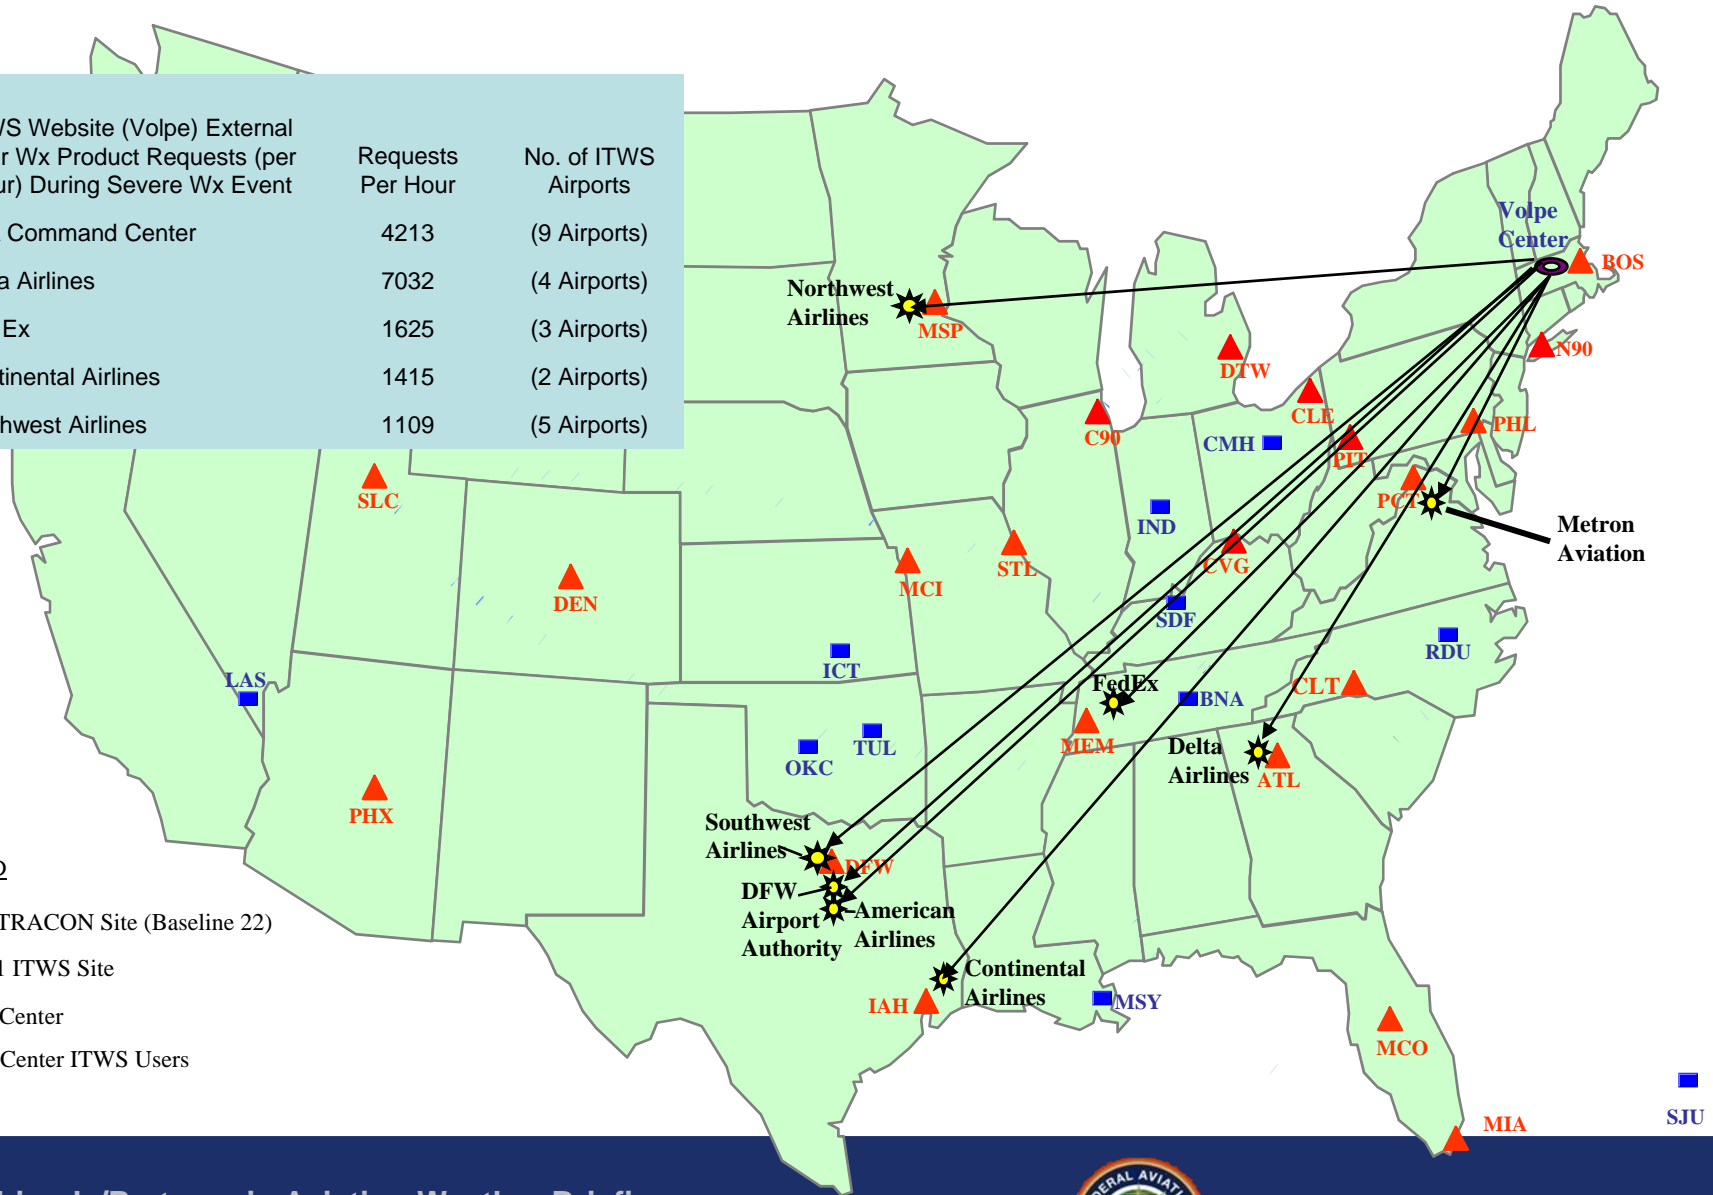 WS Website (Volpe) External
r Wx Product Requests (per
ur) During Severe Wx Event
Requests
Per Hour
No. of ITWS
Airports
Command Center 4213 (9 Airports)
a Airlines 7032 (4 Airports)
Ex 1625 (3 Airports)
tinental Airlines 1415 (2 Airports)
hwest Airlines 1109 (5 Airports)
Volpe
Center
BOS
Northwest
Airlines
MSP
N90
DTW
CLE
C90
CMH
PIT
PHL
SLC
PCT
IND
Metron
Aviation
STL
CVG
MCI
DEN
SDF
RDU
ICT
LAS
FedEx
CLT
BNA
MEM
TUL
OKC
Delta
Airlines
ATL
PHX
Southwest
Airlines
DFW
DFW
Airport
Authority
American
Airlines
Continental
Airlines
IAH
MSY
MCO
SJU
MIA
D
TRACON Site (Baseline 22)
1 ITWS Site
Center
Center ITWS Users